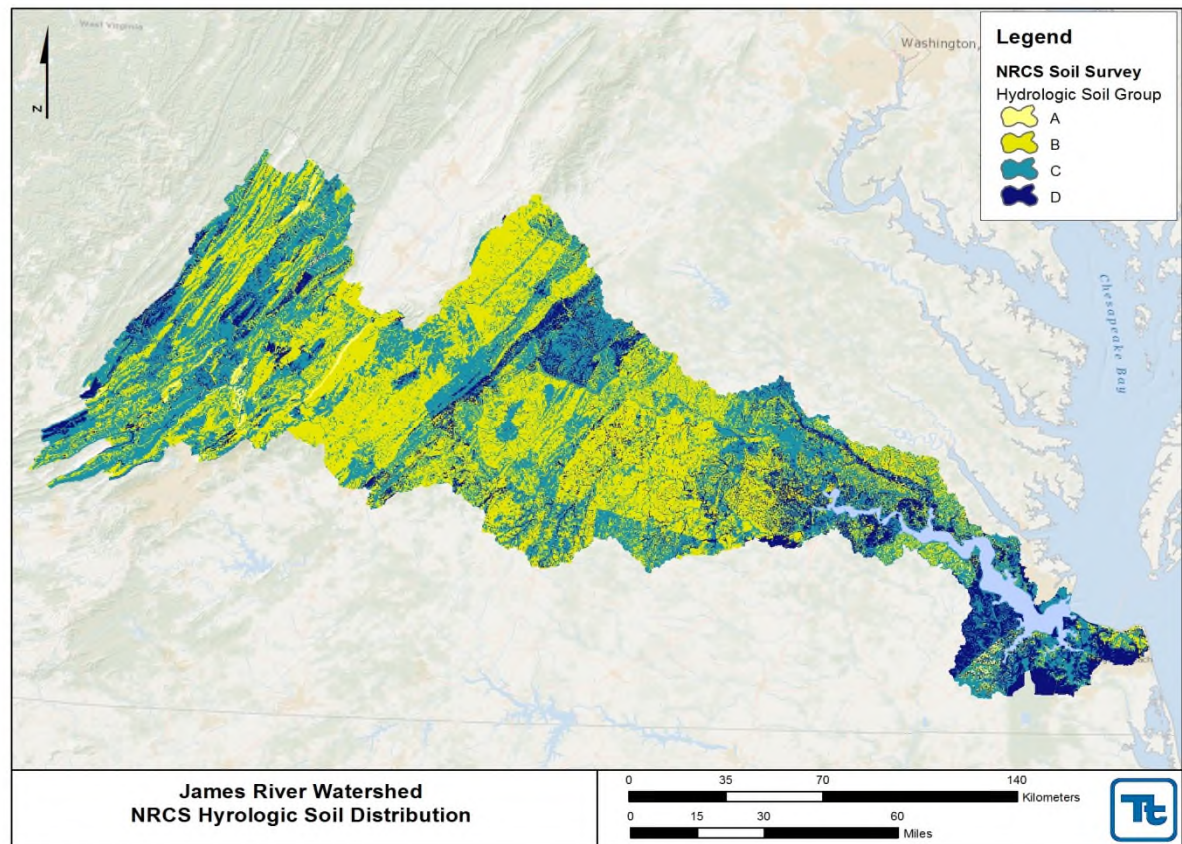 West Virginia
Washington,
Legend
NRCS Soil Survey
Hydrologic Soil Group
A
B
C
D
N
Chesapeake Bay
James River Watershed
NRCS Hyrologic Soil Distribution
0 35 70 140
Kilometers
0 15 30 60
Miles
Tt